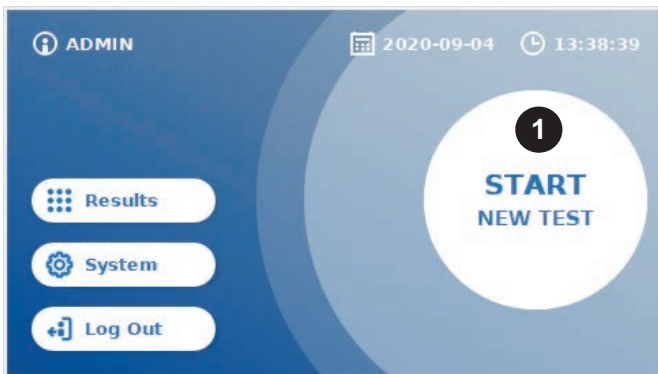 ADMIN 2020-09-04 13:38:39
1
START
NEW TEST
Results
System
Log Out